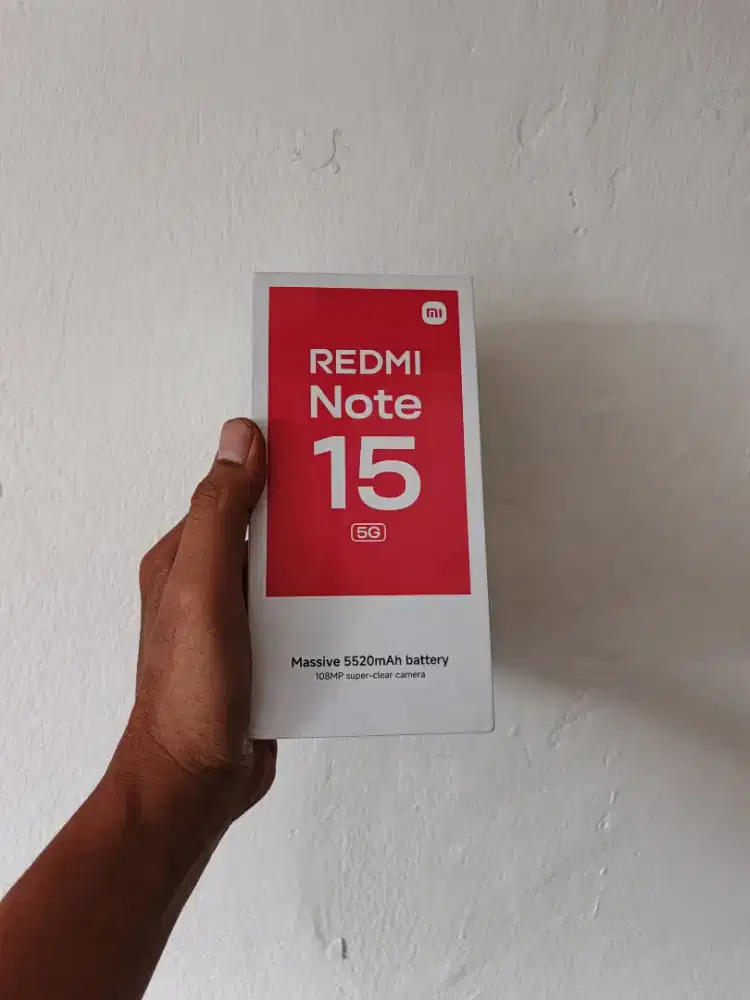 mi
REDMI
Note
15
5G
Massive 5520mAh battery
108MP super-clear camera